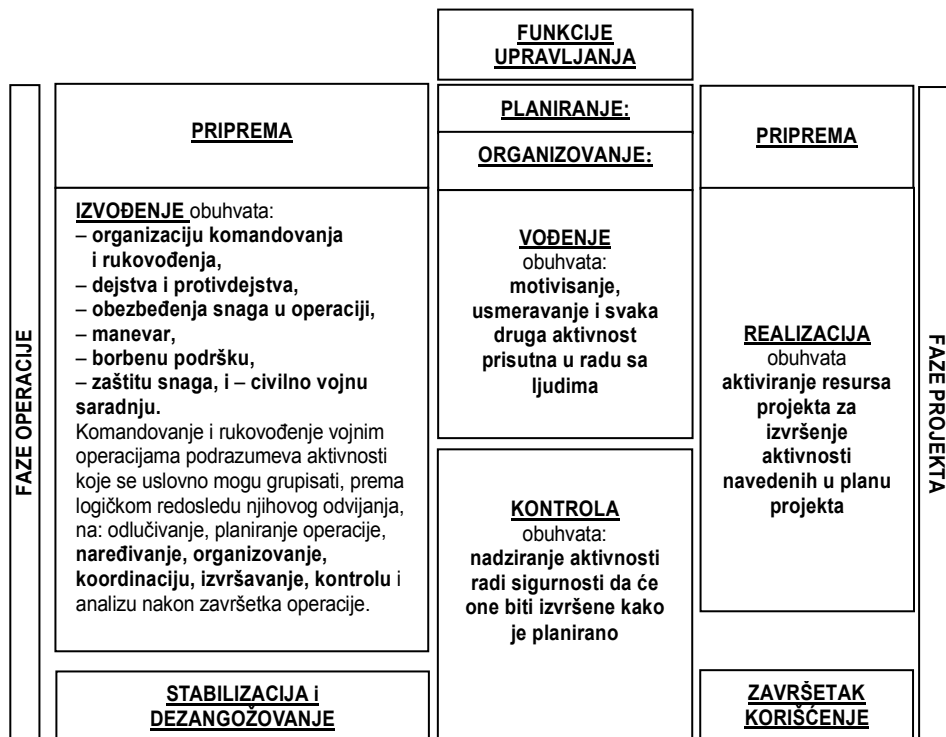 FUNKCIJE
UPRAVLJANJA
FAZE OPERACIJE
PRIPREMA
IZVOĐENJE obuhvata:
– organizaciju komandovanja
i rukovođenja,
– dejstva i protivdejstva,
– obezbeđenja snaga u operaciji,
– manevar,
– borbenu podršku,
– zaštitu snaga, i – civilno vojnu
saradnju.
Komandovanje i rukovođenje vojnim
operacijama podrazumeva aktivnosti
koje se uslovno mogu grupisati, prema
logičkom redosledu njihovog odvijanja,
na: odlučivanje, planiranje operacije,
naređivanje, organizovanje,
koordinaciju, izvršavanje, kontrolu i
analizu nakon završetka operacije.
STABILIZACIJA i
DEZANGOŽOVANJE
PLANIRANJE:
ORGANIZOVANJE:
VOĐENJE
obuhvata:
motivisanje,
usmeravanje i svaka
druga aktivnost
prisutna u radu sa
ljudima
KONTROLA
obuhvata:
nadziranje aktivnosti
radi sigurnosti da će
one biti izvršene kako
je planirano
PRIPREMA
REALIZACIJA
obuhvata
aktiviranje resursa
projekta za
izvršenje
aktivnosti
navedenih u planu
projekta
ZAVRŠETAK
KORIŠĆENJE
FAZE PROJEKTA